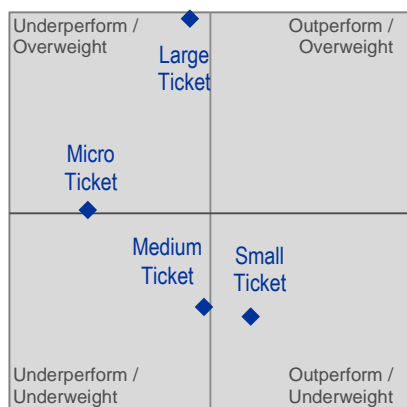 Underperform /
Overweight
Outperform /
Overweight
Large
Ticket
Micro
Ticket
Medium
Ticket
Small
Ticket
Underperform /
Underweight
Outperform /
Underweight